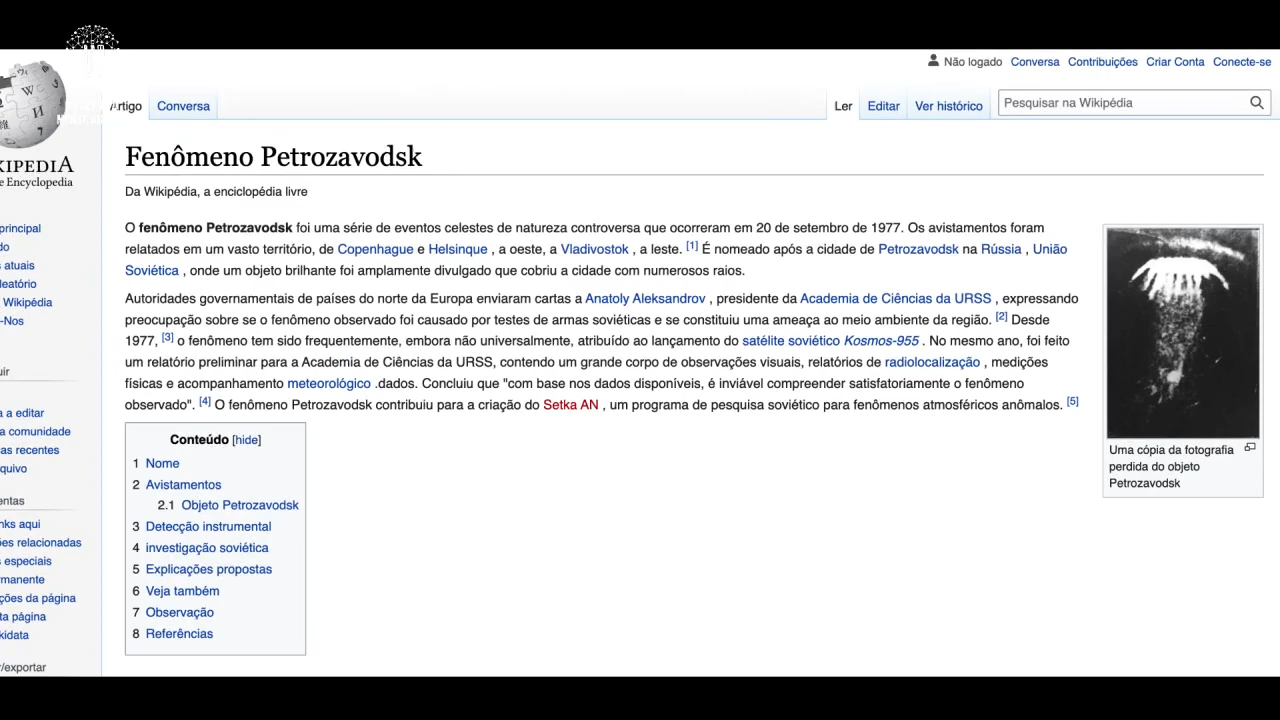 Não logado Conversa Contribuições Criar Conta Conecte-se
Artigo Conversa Ler Editar Ver histórico Pesquisar na Wikipédia
KIPEDIA
e Encyclopedia
Fenômeno Petrozavodsk
Da Wikipédia, a enciclopédia livre
O fenômeno Petrozavodsk foi uma série de eventos celestes de natureza controversa que ocorreram em 20 de setembro de 1977. Os avistamentos foram
relatados em um vasto território, de Copenhague e Helsinque , a oeste, a Vladivostok , a leste. [1] É nomeado após a cidade de Petrozavodsk na Rússia , União
Soviética , onde um objeto brilhante foi amplamente divulgado que cobriu a cidade com numerosos raios.
Autoridades governamentais de países do norte da Europa enviaram cartas a Anatoly Aleksandrov , presidente da Academia de Ciências da URSS , expressando
preocupação sobre se o fenômeno observado foi causado por testes de armas soviéticas e se constituiu uma ameaça ao meio ambiente da região. [2] Desde
1977, [3] o fenômeno tem sido frequentemente, embora não universalmente, atribuído ao lançamento do satélite soviético Kosmos-955 . No mesmo ano, foi feito
um relatório preliminar para a Academia de Ciências da URSS, contendo um grande corpo de observações visuais, relatórios de radiolocalização , medições
físicas e acompanhamento meteorológico .dados. Concluiu que "com base nos dados disponíveis, é inviável compreender satisfatoriamente o fenômeno
observado". [4] O fenômeno Petrozavodsk contribuiu para a criação do Setka AN , um programa de pesquisa soviético para fenômenos atmosféricos anômalos. [5]
Uma cópia da fotografia
perdida do objeto
Petrozavodsk
Conteúdo [hide]
1 Nome
2 Avistamentos
2.1 Objeto Petrozavodsk
3 Detecção instrumental
4 investigação soviética
5 Explicações propostas
6 Veja também
7 Observação
8 Referências
principal
do
s atuais
leatório
Wikipédia
-Nos
uir
a a editar
a comunidade
as recentes
quivo
entas
nks aqui
ões relacionadas
s especiais
manente
ções da página
ta página
kidata
/exportar